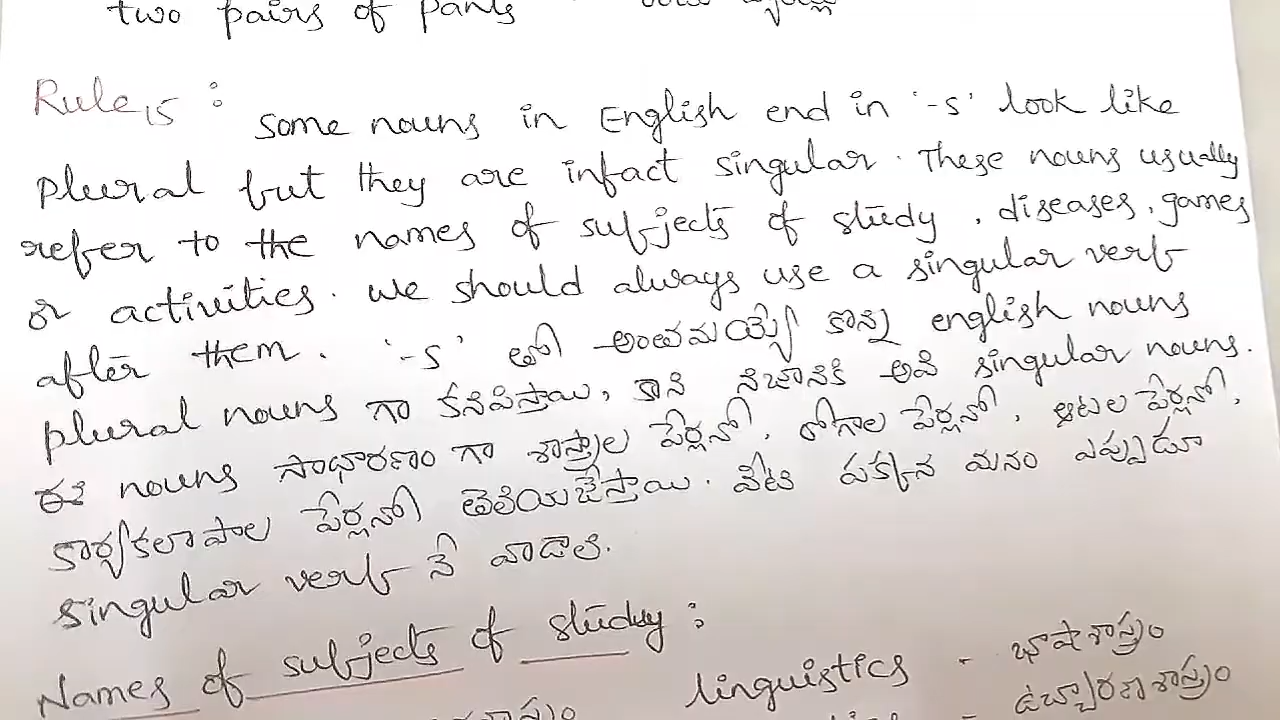 two pairs of pants -
Rule 15 :
Some nouns in English end in '-s' look like
plural but they are infact singular. These nouns usually
refer to the names of subjects of study, diseases, games
or activities. we should always use a singular verb
after them. '-s' తో అంతమయ్యే కొన్ని english nouns
plural nouns గా కనిపిస్తాయి, కాని నిజానికి అవి singular nouns.
ఈ nouns సాధారణం గా శాస్త్రాల పేర్లనో, రోగాల పేర్లనో, ఆటల పేర్లనో,
కార్యకలాపాల పేర్లనో తెలియచేస్తాయి. వీటి పక్కన మనం ఎప్పుడూ
singular verb నే వాడాలి.
Names of subjects of study :
linguistics - భాషాశాస్త్రం
- ఉచ్చారణశాస్త్రం